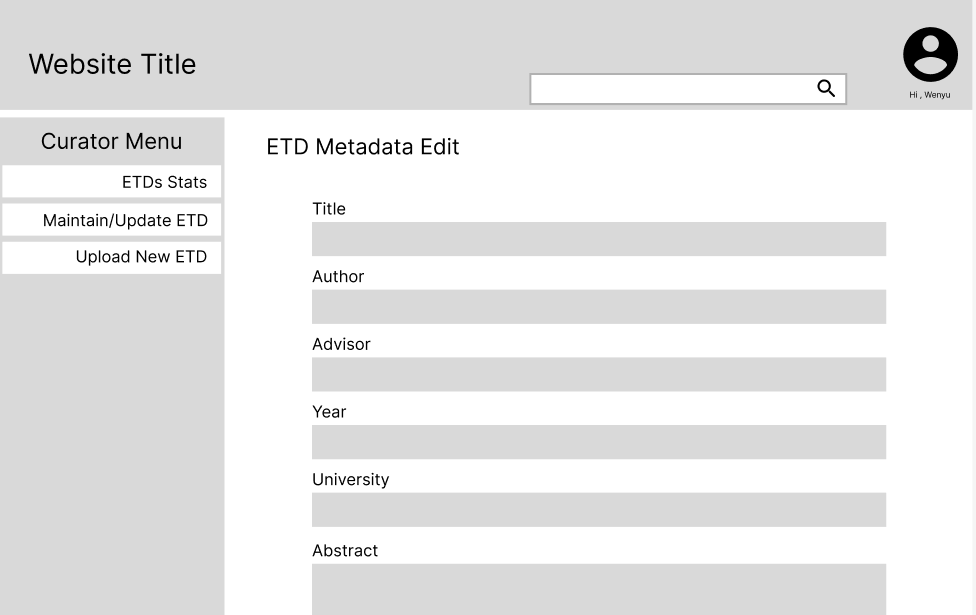 Website Title
Hi , Wenyu
Curator Menu
ETDs Stats
Maintain/Update ETD
Upload New ETD
ETD Metadata Edit
Title
Author
Advisor
Year
University
Abstract